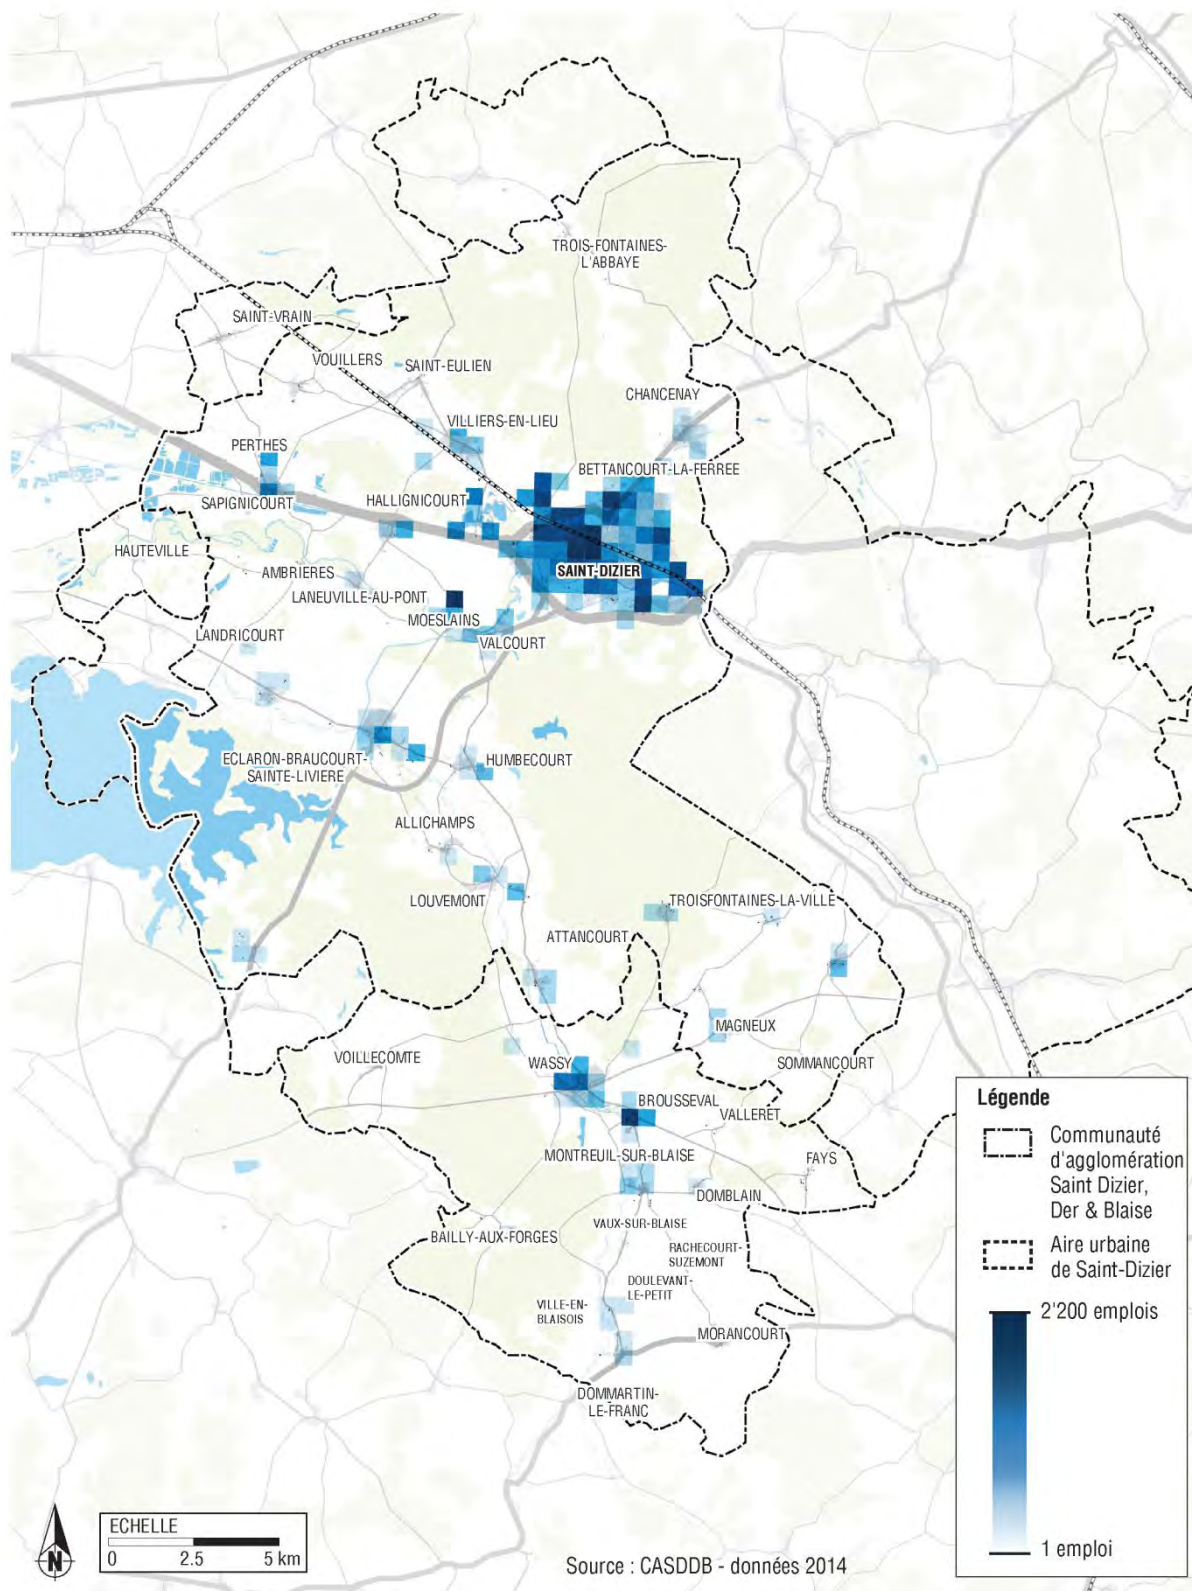 TROIS-FONTAINES-
L'ABBAYE
SAINT-VRAIN
VOUILLERS
SAINT-EULIEN
CHANCENAY
VILLIERS-EN-LIEU
PERTHES
BETTANCOURT-LA-FERREE
SAPIGNICOURT
HALLIGNICOURT
HAUTEVILLE
AMBRIERES
SAINT-DIZIER
LANEUVILLE-AU-PONT
MOESLAINS
LANDRICOURT
VALCOURT
ECLARON-BRAUCOURT-
SAINTE-LIVIERE
HUMBECOURT
ALLICHAMPS
LOUVEMONT
TROISFONTAINES-LA-VILLE
ATTANCOURT
MAGNEUX
VOILLECOMTE
WASSY
SOMMANCOURT
BROUSSEVAL
VALLERET
MONTREUIL-SUR-BLAISE
FAYS
DOMBLAIN
VAUX-SUR-BLAISE
BAILLY-AUX-FORGES
RACHECOURT-
SUZEMONT
DOULEVANT-
LE-PETIT
VILLE-EN-
BLAISOIS
MORANCOURT
DOMMARTIN-
LE-FRANC
Légende
Communauté
d'agglomération
Saint Dizier,
Der & Blaise
Aire urbaine
de Saint-Dizier
2'200 emplois
1 emploi
N
ECHELLE
0 2.5 5 km
Source : CASDDB - données 2014